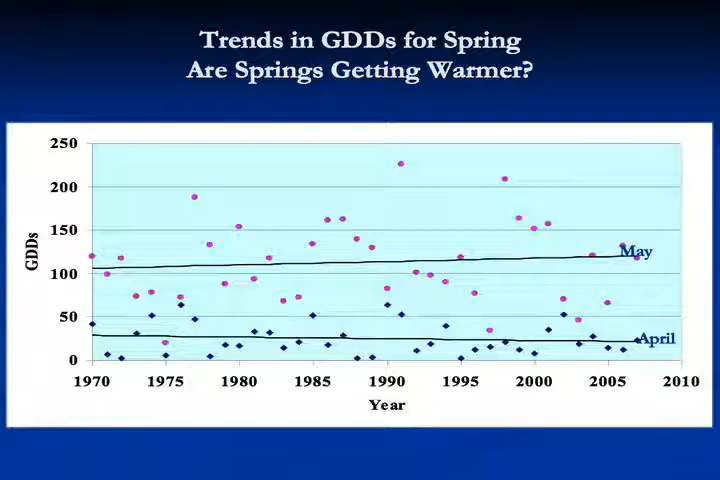 Trends in GDDs for Spring
Are Springs Getting Warmer?
250
200
150
100
50
0
GDDs
May
April
1970 1975 1980 1985 1990 1995 2000 2005 2010
Year